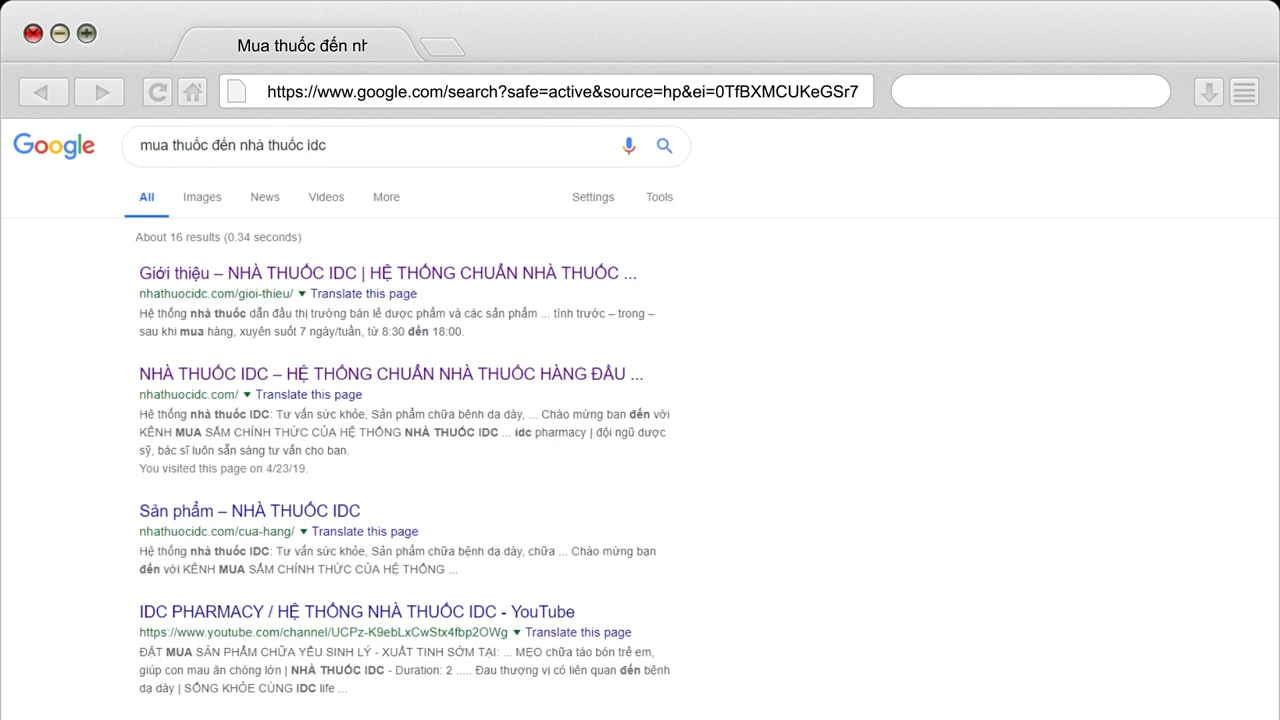 Mua thuốc đến nh
https://www.google.com/search?safe=active&source=hp&ei=0TfBXMCUKeGSr7
Google
mua thuốc đến nhà thuốc idc
All Images News Videos More Settings Tools
About 16 results (0.34 seconds)
Giới thiệu – NHÀ THUỐC IDC | HỆ THỐNG CHUẨN NHÀ THUỐC ...
nhathuocidc.com/gioi-thieu/ ▼ Translate this page
Hệ thống nhà thuốc dẫn đầu thị trường bán lẻ dược phẩm và các sản phẩm ... tình trước – trong –
sau khi mua hàng, xuyên suốt 7 ngày/tuần, từ 8:30 đến 18:00.
NHÀ THUỐC IDC – HỆ THỐNG CHUẨN NHÀ THUỐC HÀNG ĐẦU ...
nhathuocidc.com/ ▼ Translate this page
Hệ thống nhà thuốc IDC: Tư vấn sức khỏe, Sản phẩm chữa bệnh dạ dày, ... Chào mừng bạn đến với
KÊNH MUA SẮM CHÍNH THỨC CỦA HỆ THỐNG NHÀ THUỐC IDC ... idc pharmacy | đội ngũ dược
sỹ, bác sĩ luôn sẵn sàng tư vấn cho bạn.
You visited this page on 4/23/19.
Sản phẩm – NHÀ THUỐC IDC
nhathuocidc.com/cua-hang/ ▼ Translate this page
Hệ thống nhà thuốc IDC: Tư vấn sức khỏe, Sản phẩm chữa bệnh dạ dày, chữa ... Chào mừng bạn
đến với KÊNH MUA SẮM CHÍNH THỨC CỦA HỆ THỐNG ...
IDC PHARMACY / HỆ THỐNG NHÀ THUỐC IDC - YouTube
https://www.youtube.com/channel/UCPz-K9ebLxCwStx4fbp2OWg ▼ Translate this page
ĐẶT MUA SẢN PHẨM CHỮA YẾU SINH LÝ - XUẤT TINH SỚM TẠI: ... MẸO chữa táo bón trẻ em,
giúp con mau ăn chóng lớn | NHÀ THUỐC IDC - Duration: 2 ..... Đau thượng vị có liên quan đến bệnh
dạ dày | SỐNG KHỎE CÙNG IDC life ...